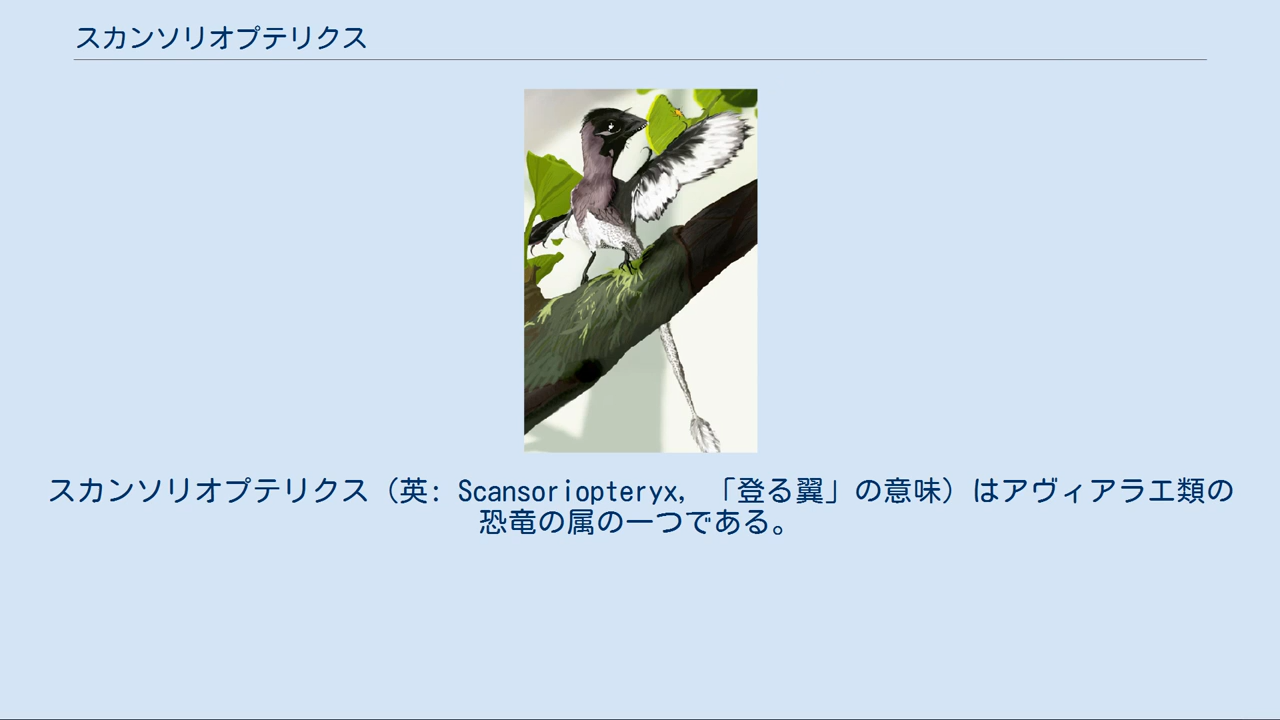 スカンソリオプテリクス
スカンソリオプテリクス（英: Scansoriopteryx, 「登る翼」の意味）はアヴィアラエ類の
恐竜の属の一つである。